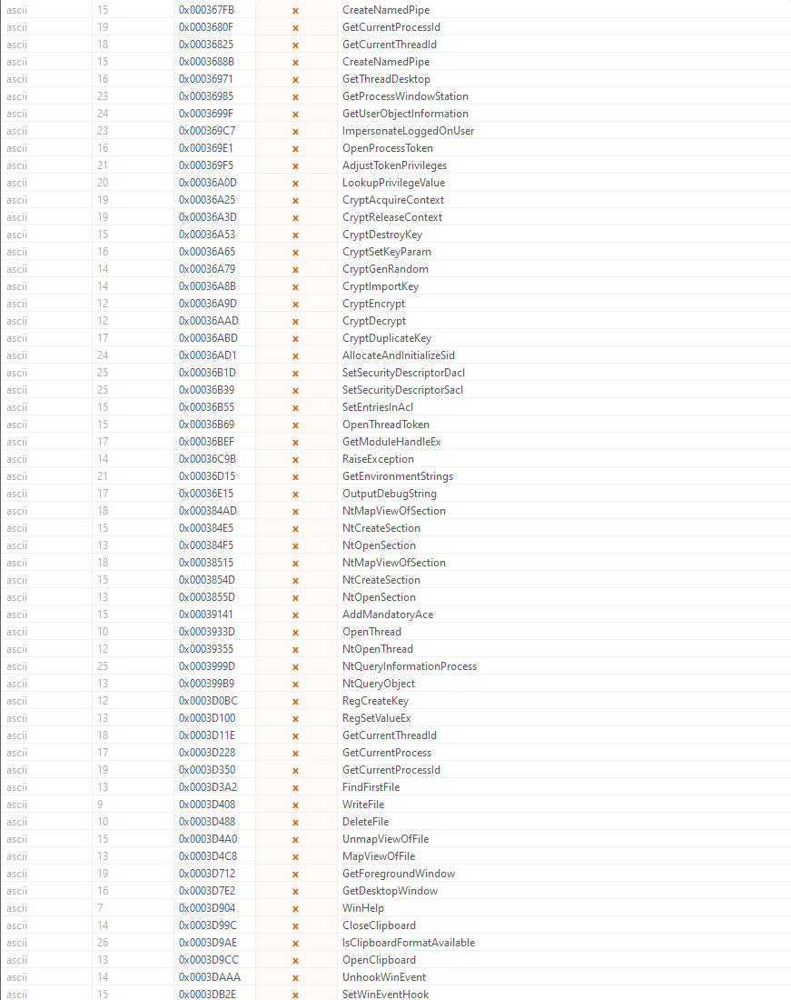 ascii 15 0x000367FB x CreateNamedPipe
ascii 19 0x0003680F x GetCurrentProcessId
ascii 18 0x00036825 x GetCurrentThreadId
ascii 15 0x0003688B x CreateNamedPipe
ascii 16 0x00036971 x GetThreadDesktop
ascii 23 0x00036985 x GetProcessWindowStation
ascii 24 0x0003699F x GetUserObjectInformation
ascii 23 0x000369C7 x ImpersonateLoggedOnUser
ascii 16 0x000369E1 x OpenProcessToken
ascii 21 0x000369F5 x AdjustTokenPrivileges
ascii 20 0x00036A0D x LookupPrivilegeValue
ascii 19 0x00036A25 x CryptAcquireContext
ascii 19 0x00036A3D x CryptReleaseContext
ascii 15 0x00036A53 x CryptDestroyKey
ascii 16 0x00036A65 x CryptSetKeyParam
ascii 14 0x00036A79 x CryptGenRandom
ascii 14 0x00036A8B x CryptImportKey
ascii 12 0x00036A9D x CryptEncrypt
ascii 12 0x00036AAD x CryptDecrypt
ascii 17 0x00036ABD x CryptDuplicateKey
ascii 24 0x00036AD1 x AllocateAndInitializeSid
ascii 25 0x00036B1D x SetSecurityDescriptorDacl
ascii 25 0x00036B39 x SetSecurityDescriptorSacl
ascii 15 0x00036B55 x SetEntriesInAcl
ascii 15 0x00036B69 x OpenThreadToken
ascii 17 0x00036BEF x GetModuleHandleEx
ascii 14 0x00036C9B x RaiseException
ascii 21 0x00036D15 x GetEnvironmentStrings
ascii 17 0x00036E15 x OutputDebugString
ascii 18 0x000384AD x NtMapViewOfSection
ascii 15 0x000384E5 x NtCreateSection
ascii 13 0x000384F5 x NtOpenSection
ascii 18 0x00038515 x NtMapViewOfSection
ascii 15 0x0003854D x NtCreateSection
ascii 13 0x0003855D x NtOpenSection
ascii 15 0x00039141 x AddMandatoryAce
ascii 10 0x0003933D x OpenThread
ascii 12 0x00039355 x NtOpenThread
ascii 25 0x0003999D x NtQueryInformationProcess
ascii 13 0x000399B9 x NtQueryObject
ascii 12 0x0003D0BC x RegCreateKey
ascii 13 0x0003D100 x RegSetValueEx
ascii 18 0x0003D11E x GetCurrentThreadId
ascii 17 0x0003D228 x GetCurrentProcess
ascii 19 0x0003D350 x GetCurrentProcessId
ascii 13 0x0003D3A2 x FindFirstFile
ascii 9 0x0003D408 x WriteFile
ascii 10 0x0003D488 x DeleteFile
ascii 15 0x0003D4A0 x UnmapViewOfFile
ascii 13 0x0003D4C8 x MapViewOfFile
ascii 19 0x0003D712 x GetForegroundWindow
ascii 16 0x0003D7E2 x GetDesktopWindow
ascii 7 0x0003D904 x WinHelp
ascii 14 0x0003D99C x CloseClipboard
ascii 26 0x0003D9AE x IsClipboardFormatAvailable
ascii 13 0x0003D9CC x OpenClipboard
ascii 14 0x0003DAAA x UnhookWinEvent
ascii 15 0x0003DB2E x SetWinEventHook